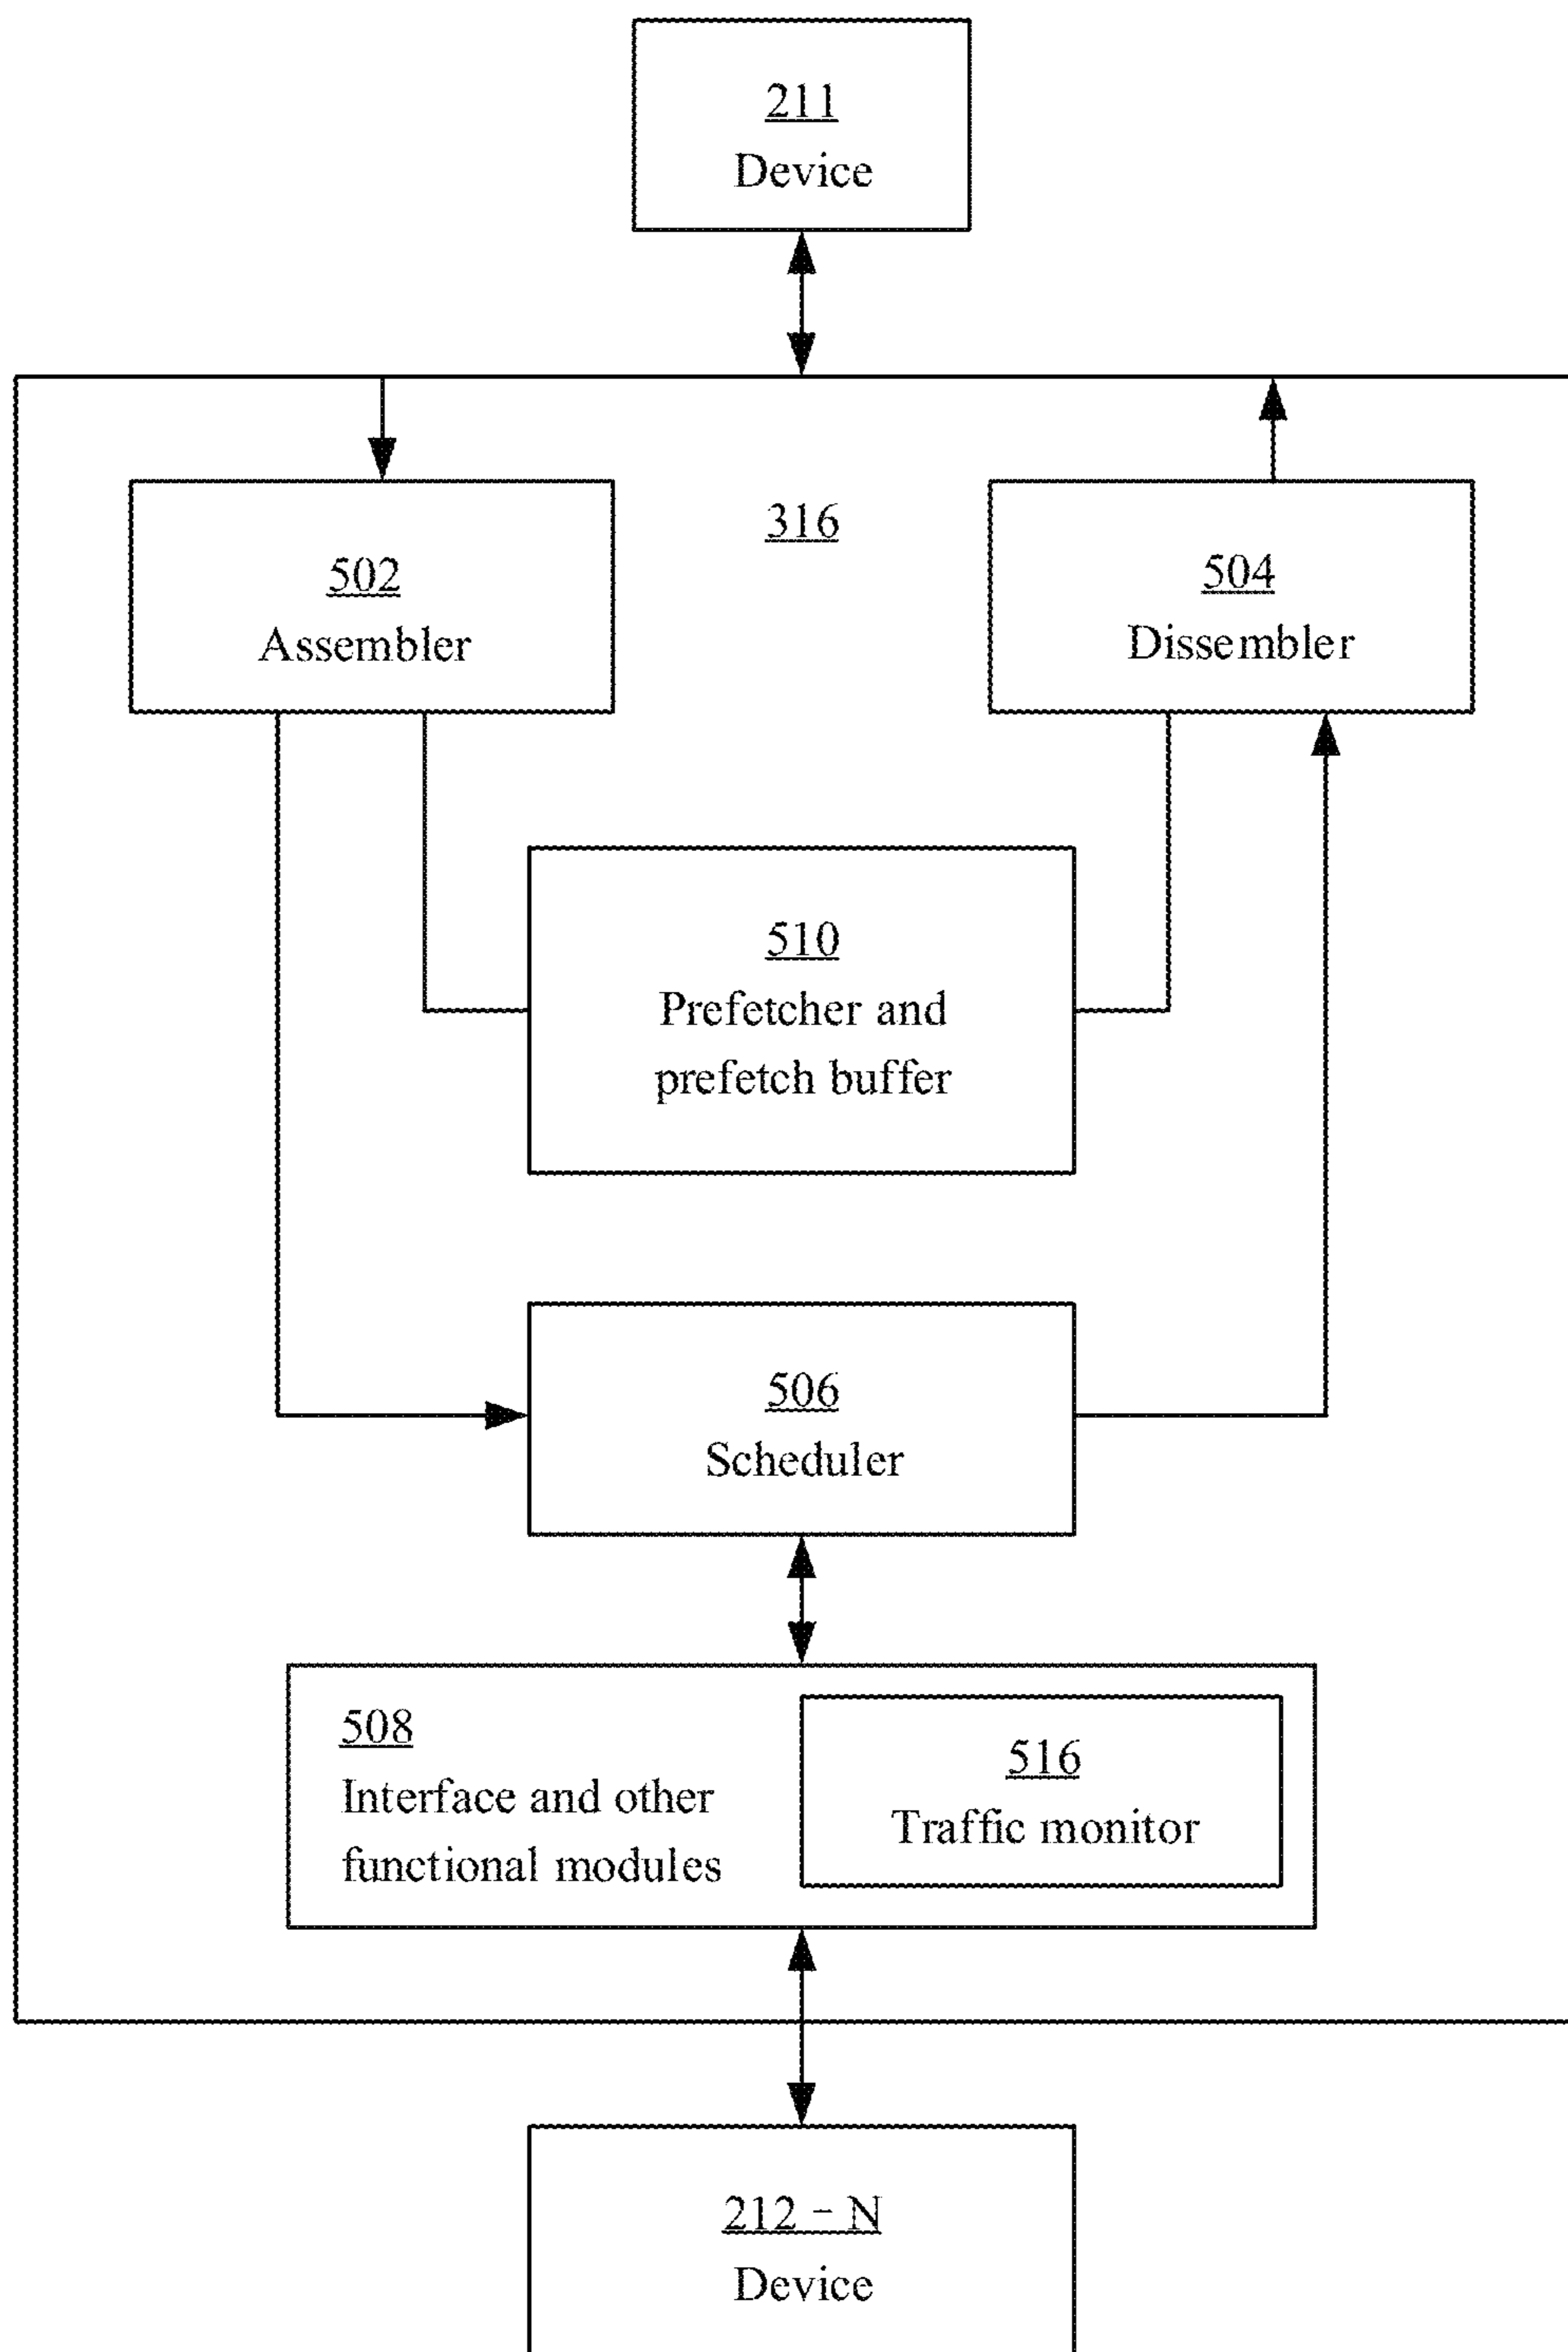 211
Device
316
502
Assembler
504
Dissembler
510
Prefetcher and
prefetch buffer
506
Scheduler
508
Interface and other
functional modules
516
Traffic monitor
212 - N
Device